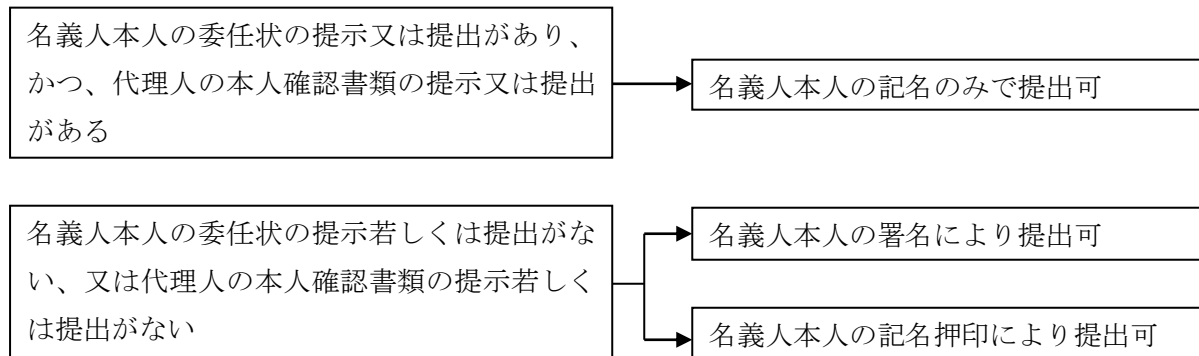 名義人本人の委任状の提示又は提出があり、
かつ、代理人の本人確認書類の提示又は提出
がある
名義人本人の記名のみで提出可
名義人本人の委任状の提示若しくは提出がな
い、又は代理人の本人確認書類の提示若しく
は提出がない
名義人本人の署名により提出可
名義人本人の記名押印により提出可